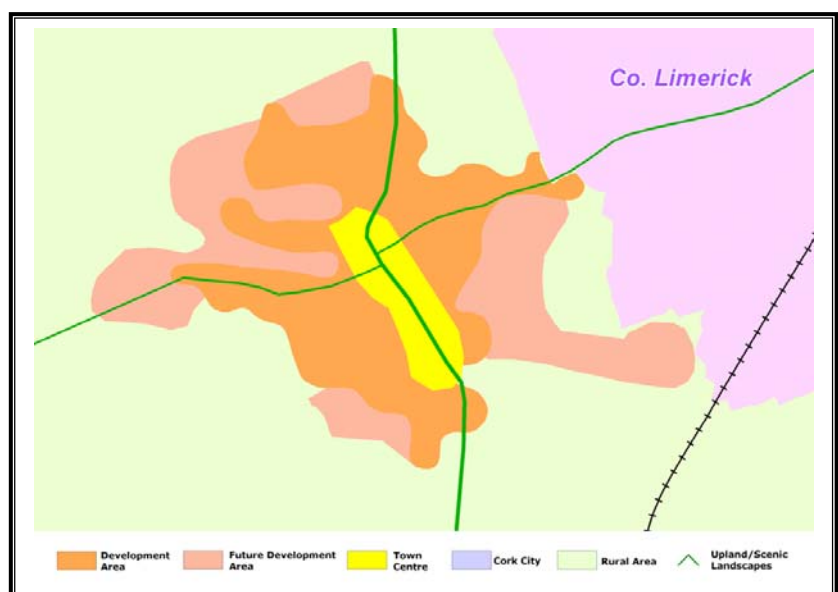 Co. Limerick
Development
Area
Future Development
Area
Town
Centre
Cork City
Rural Area
Upland/Scenic
Landscapes